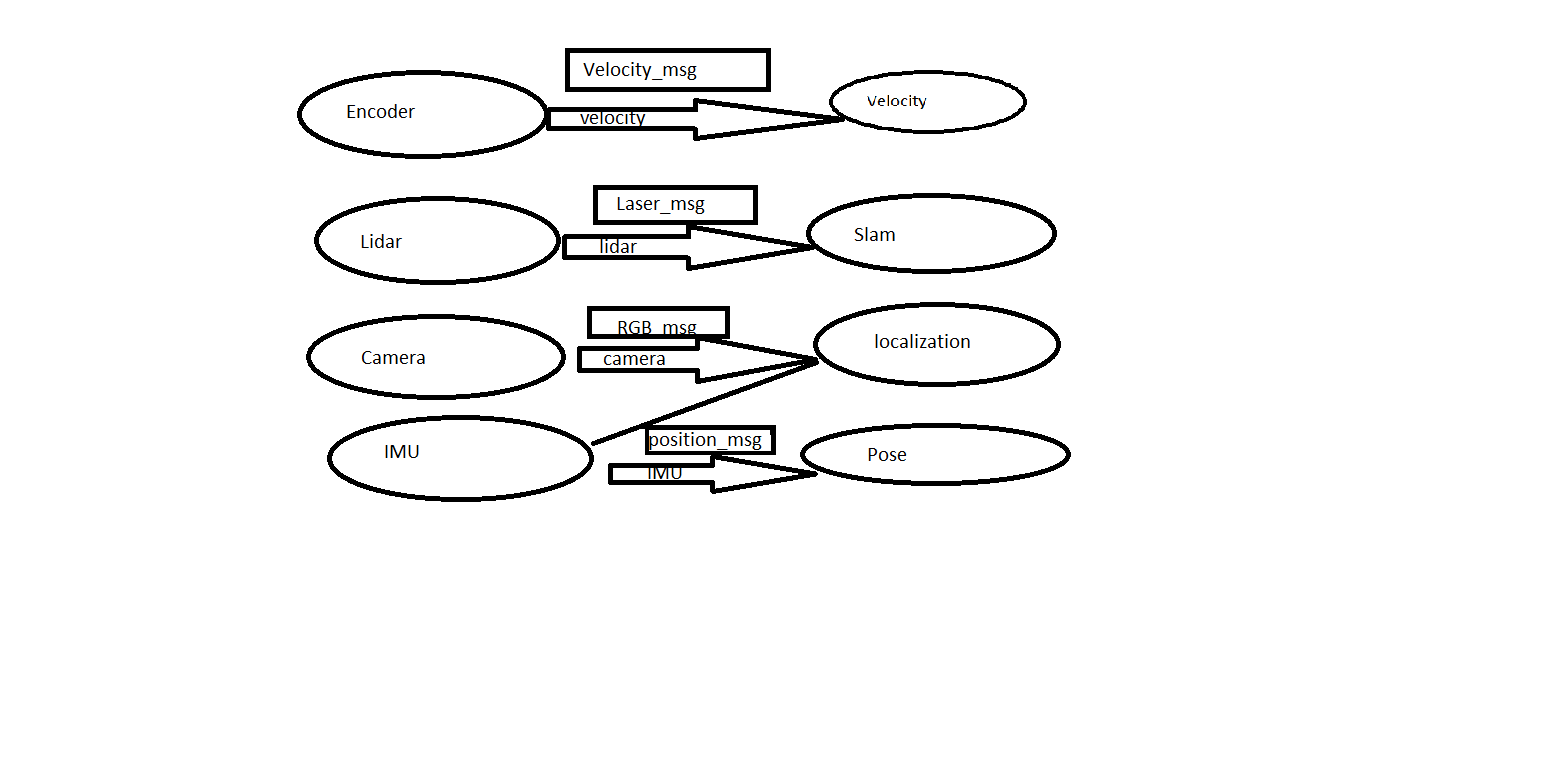 Velocity_msg
Encoder
velocity
Velocity
Laser_msg
Lidar
lidar
Slam
RGB_msg
Camera
camera
localization
position_msg
IMU
IMU
Pose